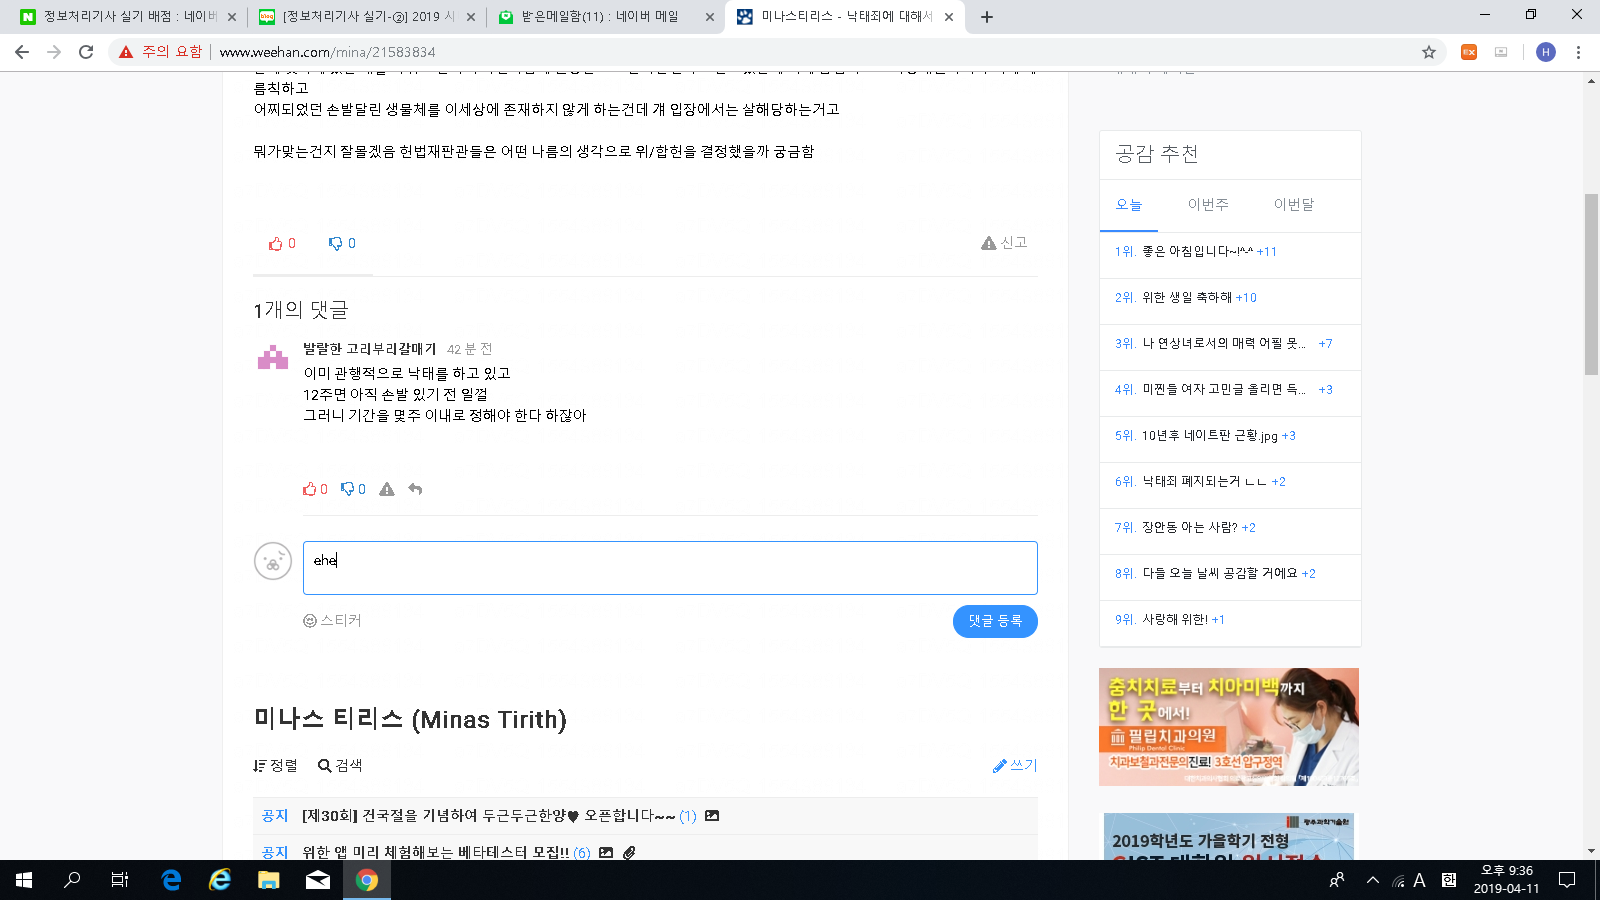 정보처리기사 실기 배점 : 네이버
[정보처리기사 실기-②] 2019 시
받은메일함(11) : 네이버 메일
미나스티리스 - 낙태죄에 대해서
주의 요함
www.weehan.com/mina/21583834
H
름칙하고
어찌되었던 손발달린 생물체를 이세상에 존재하지 않게 하는건데 걔 입장에서는 살해당하는거고
뭐가맞는건지 잘몰겠음 헌법재판관들은 어떤 나름의 생각으로 위/합헌을 결정했을까 궁금함
0 0 신고
1개의 댓글
발랄한 고리부리갈매기 42 분 전
이미 관행적으로 낙태를 하고 있고
12주면 아직 손발 있기 전 일껄
그러니 기간을 몇주 이내로 정해야 한다 하잖아
0 0
ehe
스티커
댓글 등록
미나스 티리스 (Minas Tirith)
정렬 검색 쓰기
공지 [제30회] 건국절을 기념하여 두근두근한양♥ 오픈합니다~~ (1)
공지 위한 앱 미리 체험해보는 베타테스터 모집!! (6)
공감 추천
오늘 이번주 이번달
1위. 좋은 아침입니다~!^-^ +11
2위. 위한 생일 축하해 +10
3위. 나 연상녀로서의 매력 어필 못... +7
4위. 미찐들 여자 고민글 올리면 득... +3
5위. 10년후 네이트판 근황.jpg +3
6위. 낙태죄 폐지되는거 ㄴㄴ +2
7위. 장안동 아는 사람? +2
8위. 다들 오늘 날씨 공감할 거에요 +2
9위. 사랑해 위한! +1
충치치료부터 치아미백까지
한 곳에서!
필립치과의원
Philip Dental Clinic
치과보철과전문의진료! 3호선 압구정역
광주과학기술원
2019학년도 가을학기 전형
A 한
오후 9:36
2019-04-11